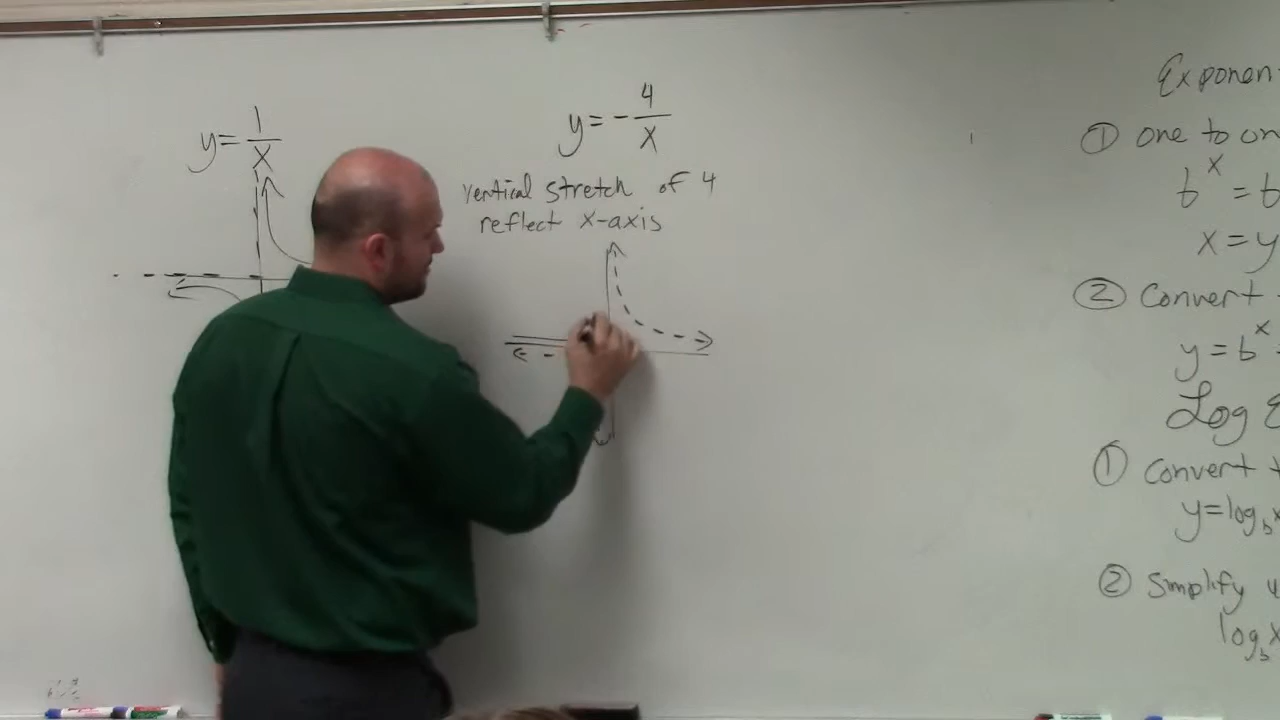 y = 1/x
y = - 4/x
vertical stretch of 4
reflect x-axis
Exponen
① one to on
b^x = b
x = y
② Convert
y = b^x =
Log
① Convert t
y = log_b x
② Simplify
log_b x